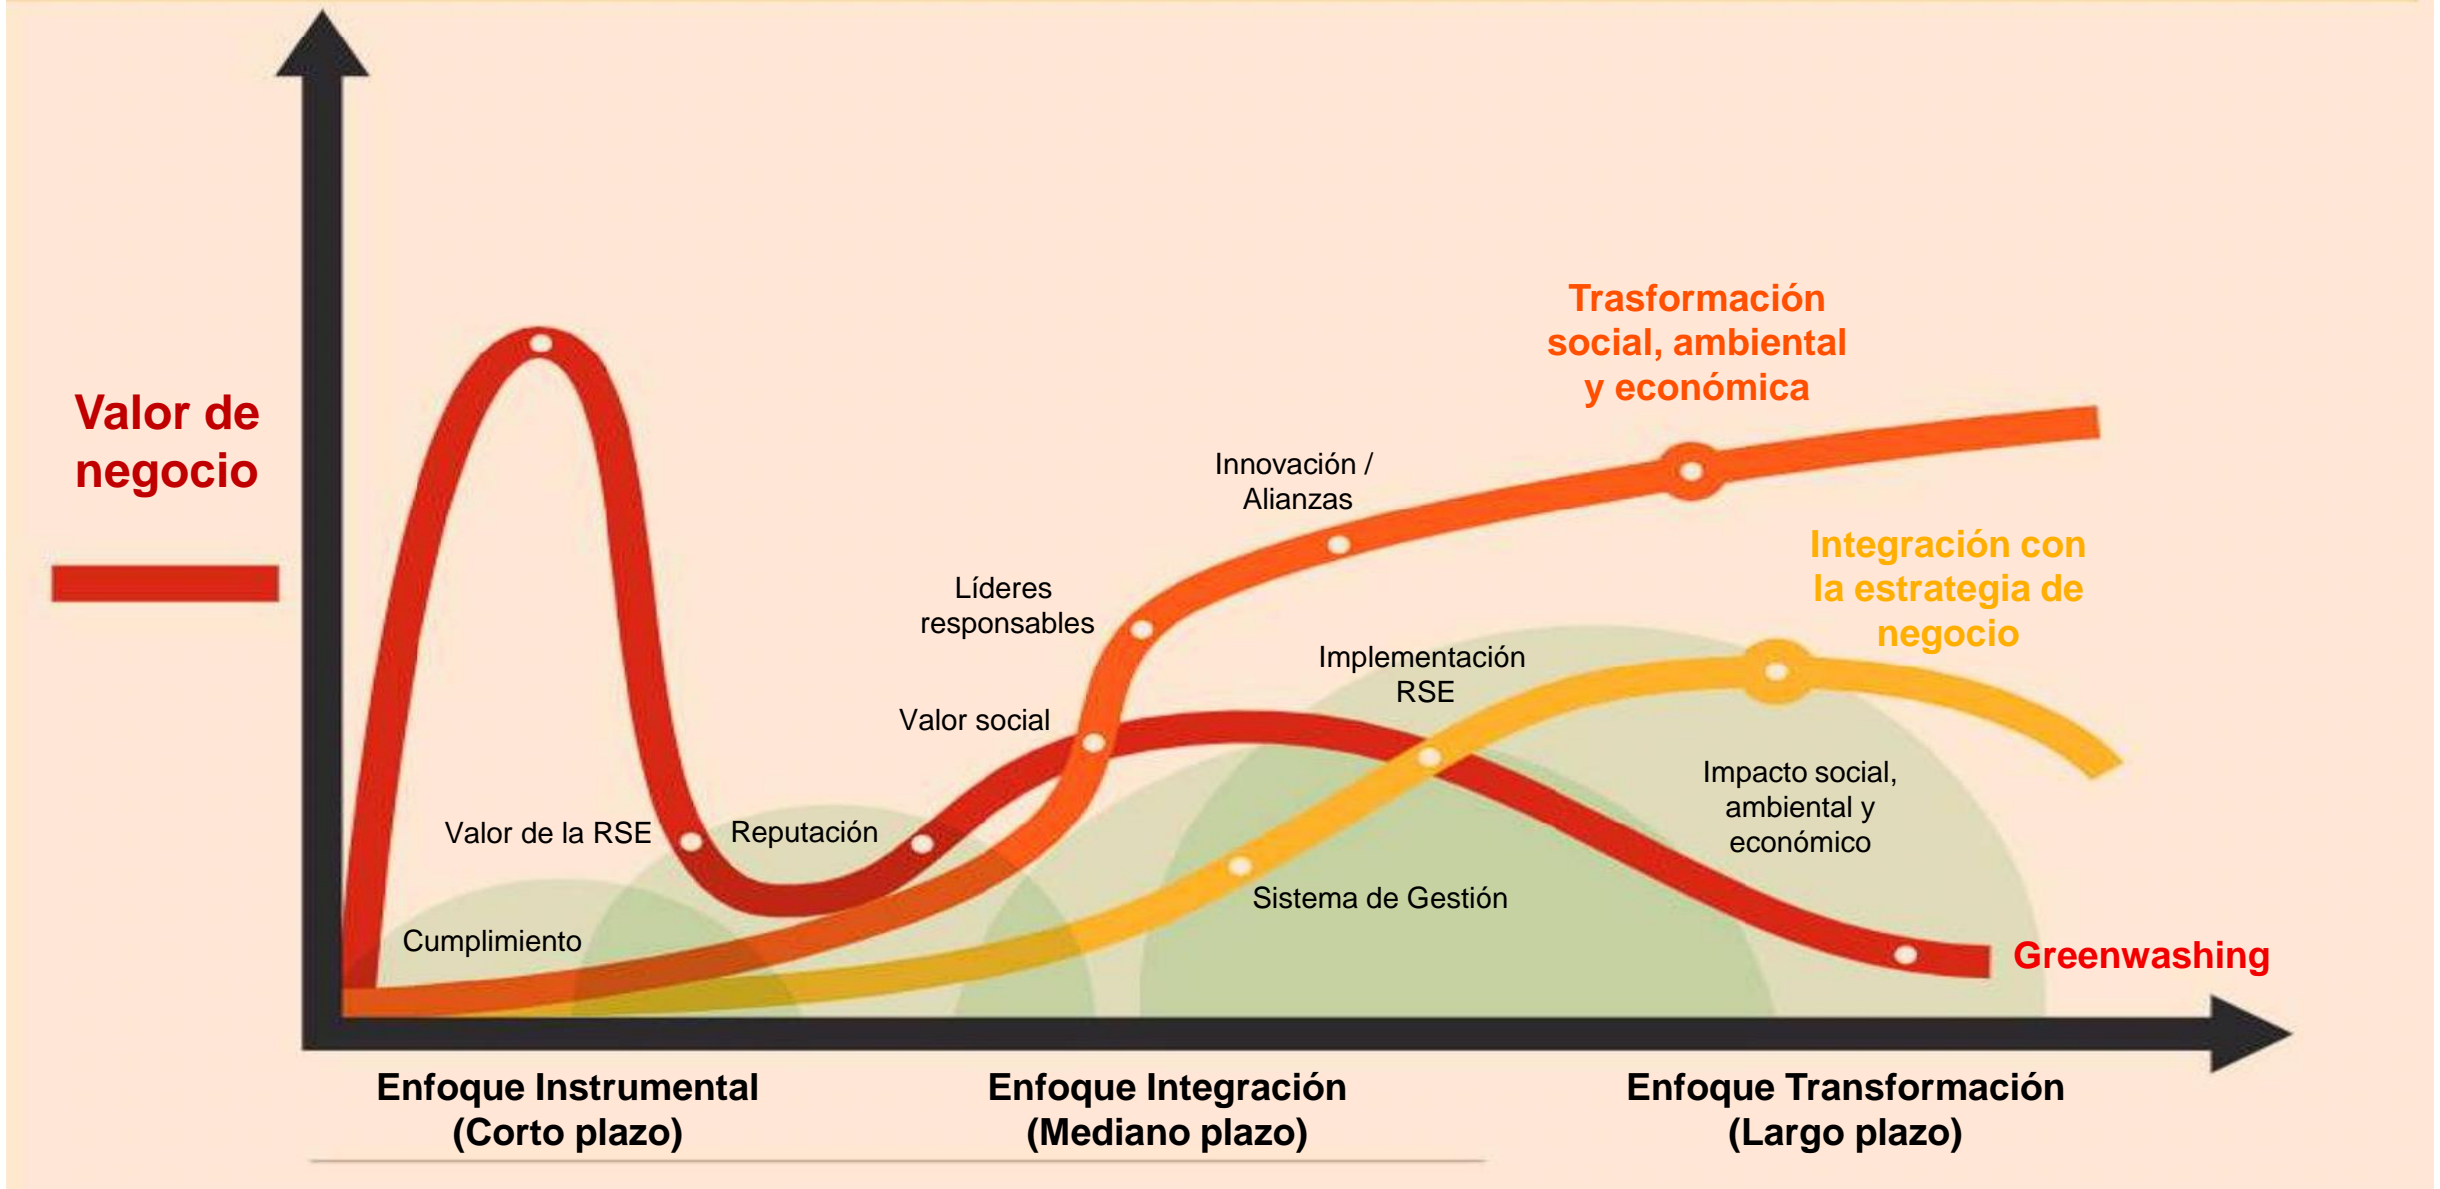 Valor de
negocio
Trasformación
social, ambiental
y económica
Innovación /
Alianzas
Integración con
la estrategia de
negocio
Líderes
responsables
Implementación
RSE
Valor social
Impacto social,
ambiental y
económico
Valor de la RSE
Reputación
Sistema de Gestión
Cumplimiento
Greenwashing
Enfoque Instrumental
(Corto plazo)
Enfoque Integración
(Mediano plazo)
Enfoque Transformación
(Largo plazo)